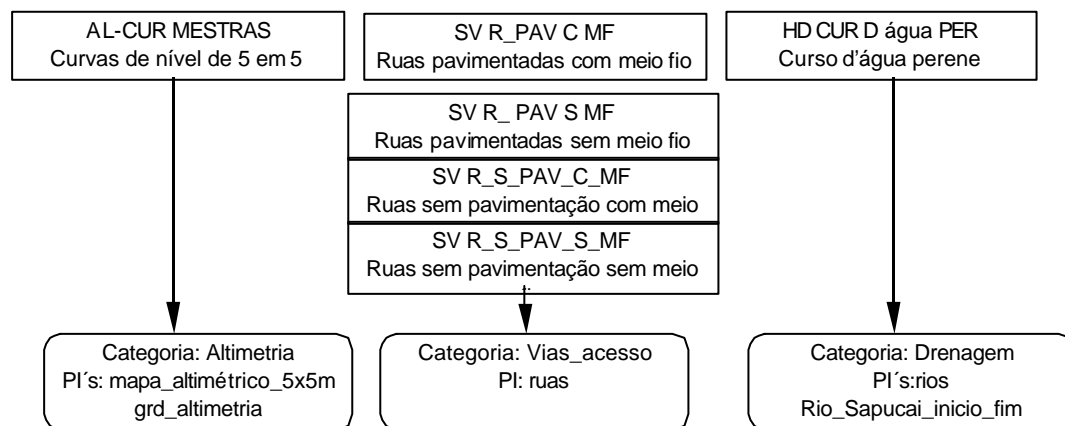 AL-CUR MESTRAS
Curvas de nível de 5 em 5
SV R_PAV C MF
Ruas pavimentadas com meio fio
HD CUR D água PER
Curso d'água perene
SV R_ PAV S MF
Ruas pavimentadas sem meio fio
SV R_S_PAV_C_MF
Ruas sem pavimentação com meio
SV R_S_PAV_S_MF
Ruas sem pavimentação sem meio
Categoria: Altimetria
PI´s: mapa_altimétrico_5x5m
grd_altimetria
Categoria: Vias_acesso
PI: ruas
Categoria: Drenagem
PI´s:rios
Rio_Sapucai_inicio_fim